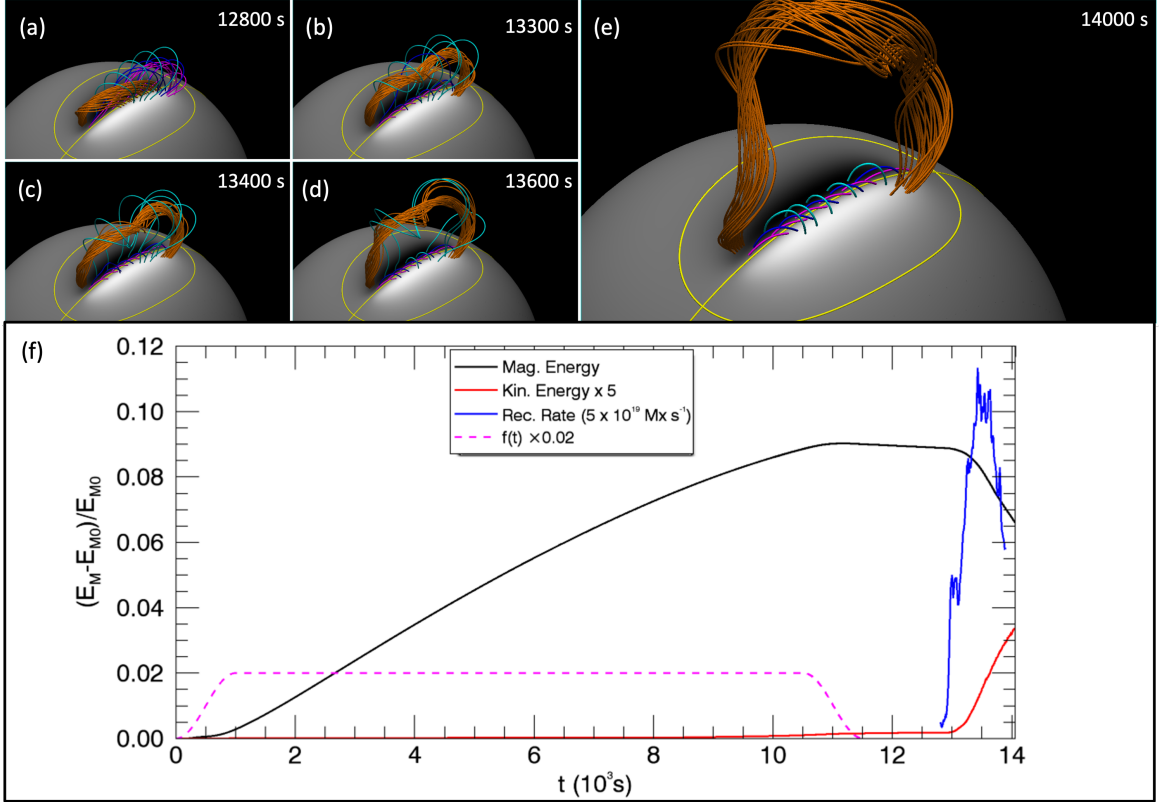 (a) 12800 s
(b) 13300 s
(e) 14000 s
(c) 13400 s
(d) 13600 s
(f)
0.12
0.10
0.08
0.06
0.04
0.02
0.00
(E_M-E_M0)/E_M0
Mag. Energy
Kin. Energy x 5
Rec. Rate (5 x 10¹⁹ Mx s⁻¹)
f(t) ×0.02
0 2 4 6 8 10 12 14
t (10³s)